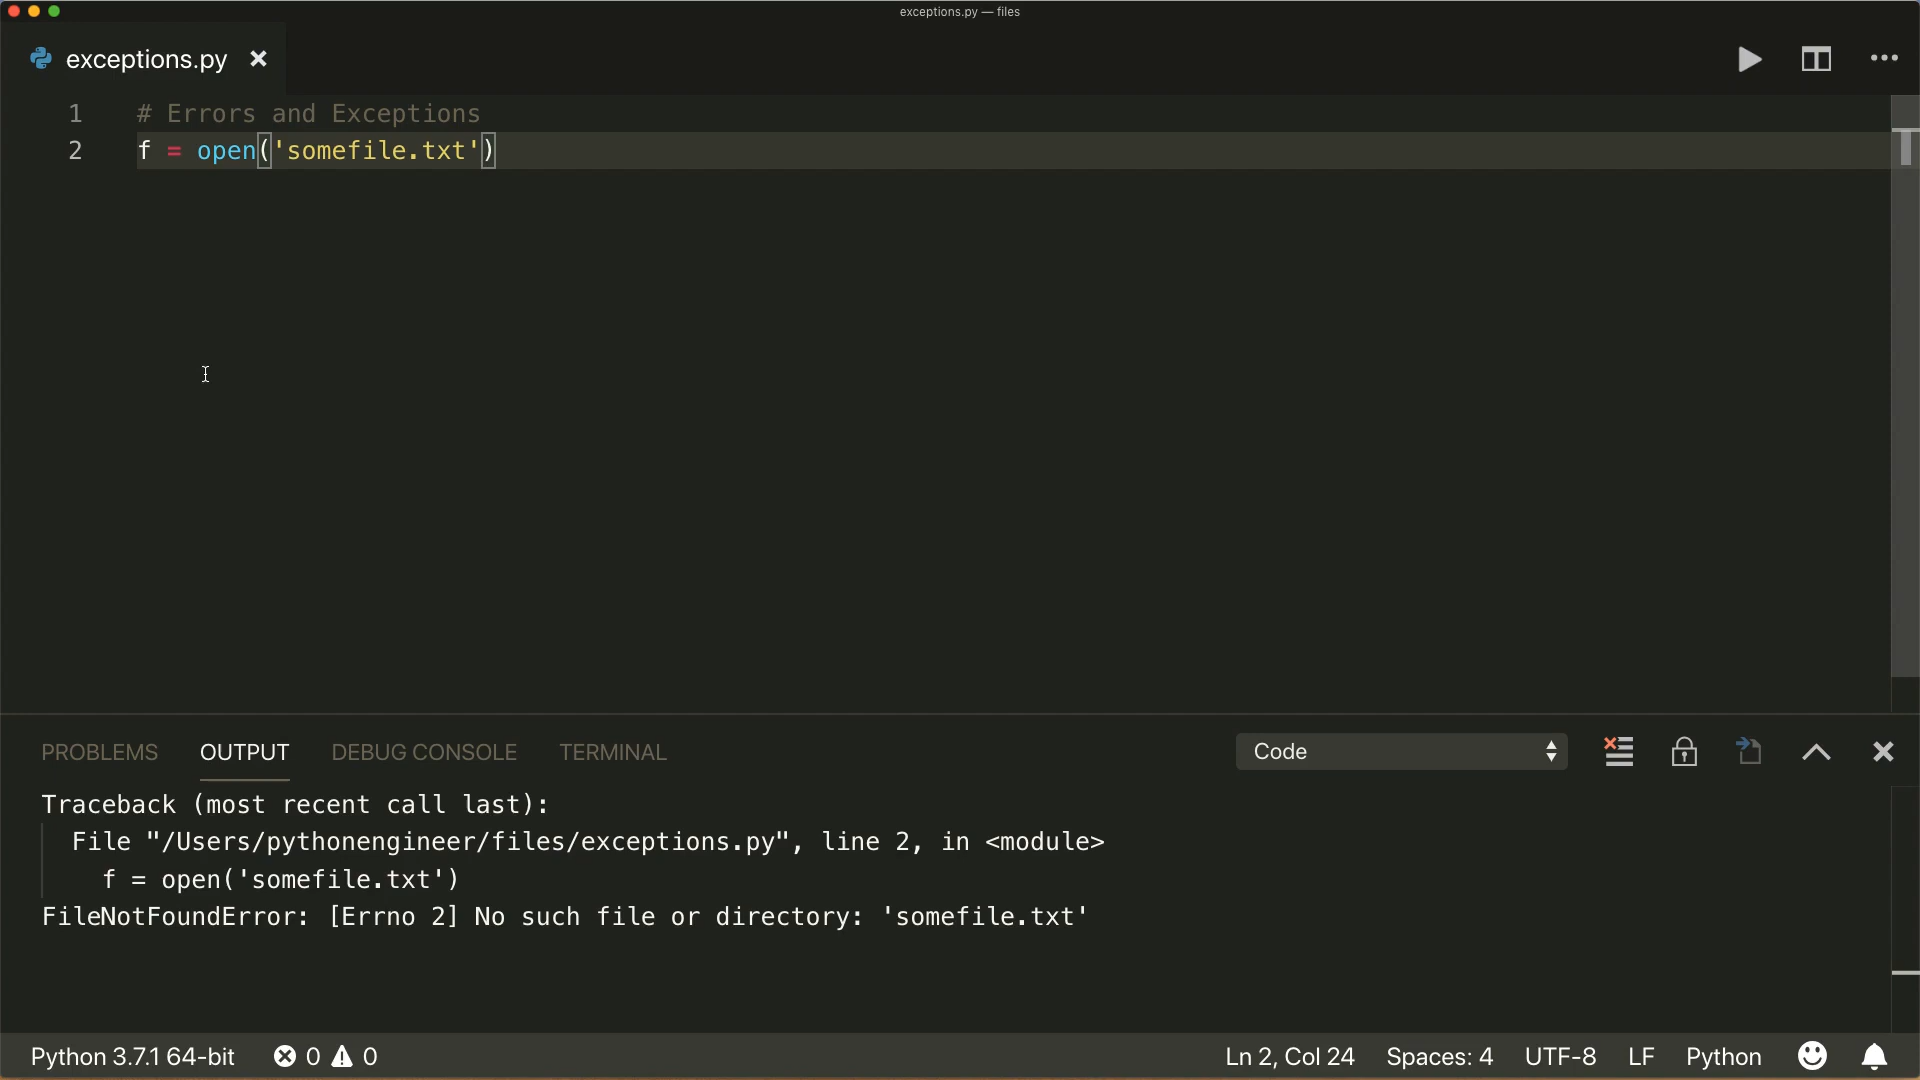 exceptions.py — files
exceptions.py
1 # Errors and Exceptions
2 f = open('somefile.txt')
PROBLEMS OUTPUT DEBUG CONSOLE TERMINAL Code
Traceback (most recent call last):
File "/Users/pythonengineer/files/exceptions.py", line 2, in <module>
f = open('somefile.txt')
FileNotFoundError: [Errno 2] No such file or directory: 'somefile.txt'
Python 3.7.1 64-bit 0 0 Ln 2, Col 24 Spaces: 4 UTF-8 LF Python